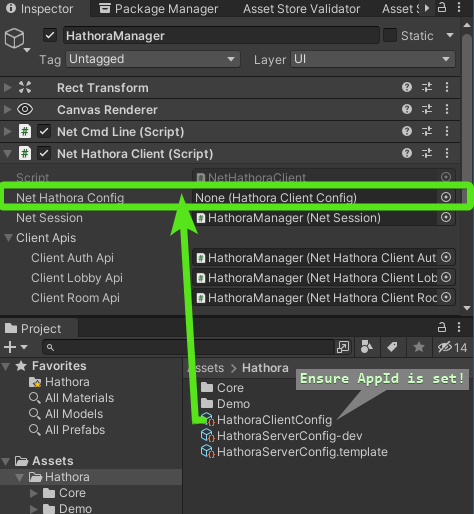 Inspector Package Manager Asset Store Validator Asset
HathoraManager Static
Tag Untagged Layer UI
Rect Transform
Canvas Renderer
Net Cmd Line (Script)
Net Hathora Client (Script)
Script NetHathoraClient
Net Hathora Config None (Hathora Client Config)
Net Session HathoraManager (Net Session)
Client Apis
Client Auth Api HathoraManager (Net Hathora Client Aut
Client Lobby Api HathoraManager (Net Hathora Client Lob
Client Room Api HathoraManager (Net Hathora Client Roo
Project
14
Favorites
Hathora
All Materials
All Models
All Prefabs
Assets
Hathora
Core
Demo
Assets > Hathora
Ensure AppId is set!
Core
Demo
HathoraClientConfig
HathoraServerConfig-dev
HathoraServerConfig.template